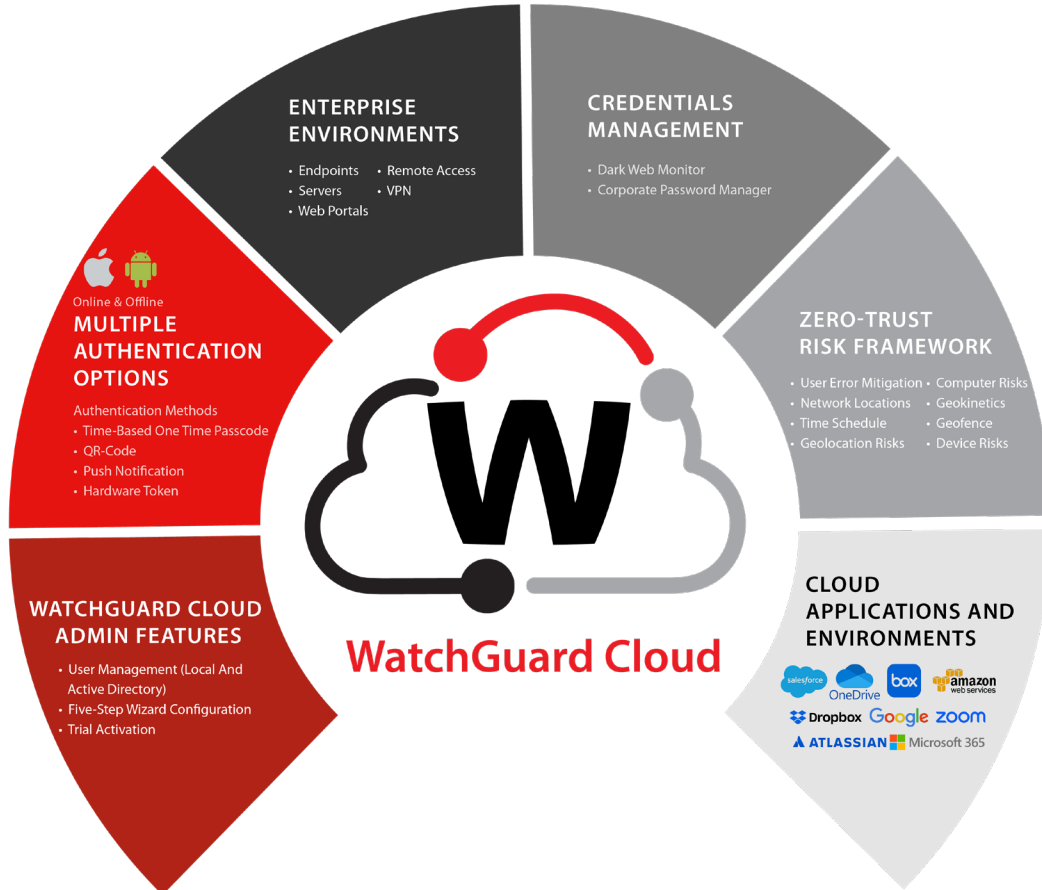 ENTERPRISE
ENVIRONMENTS
• Endpoints
• Servers
• Web Portals
• Remote Access
• VPN
CREDENTIALS
MANAGEMENT
• Dark Web Monitor
• Corporate Password Manager
Online & Offline
MULTIPLE
AUTHENTICATION
OPTIONS
Authentication Methods
• Time-Based One Time Passcode
• QR-Code
• Push Notification
• Hardware Token
ZERO-TRUST
RISK FRAMEWORK
• User Error Mitigation
• Network Locations
• Time Schedule
• Geolocation Risks
• Computer Risks
• Geokinetics
• Geofence
• Device Risks
WATCHGUARD CLOUD
ADMIN FEATURES
• User Management (Local And
Active Directory)
• Five-Step Wizard Configuration
• Trial Activation
W
WatchGuard Cloud
CLOUD
APPLICATIONS AND
ENVIRONMENTS
salesforce
OneDrive
box
amazon
web services
Dropbox
Google
zoom
ATLASSIAN
Microsoft 365